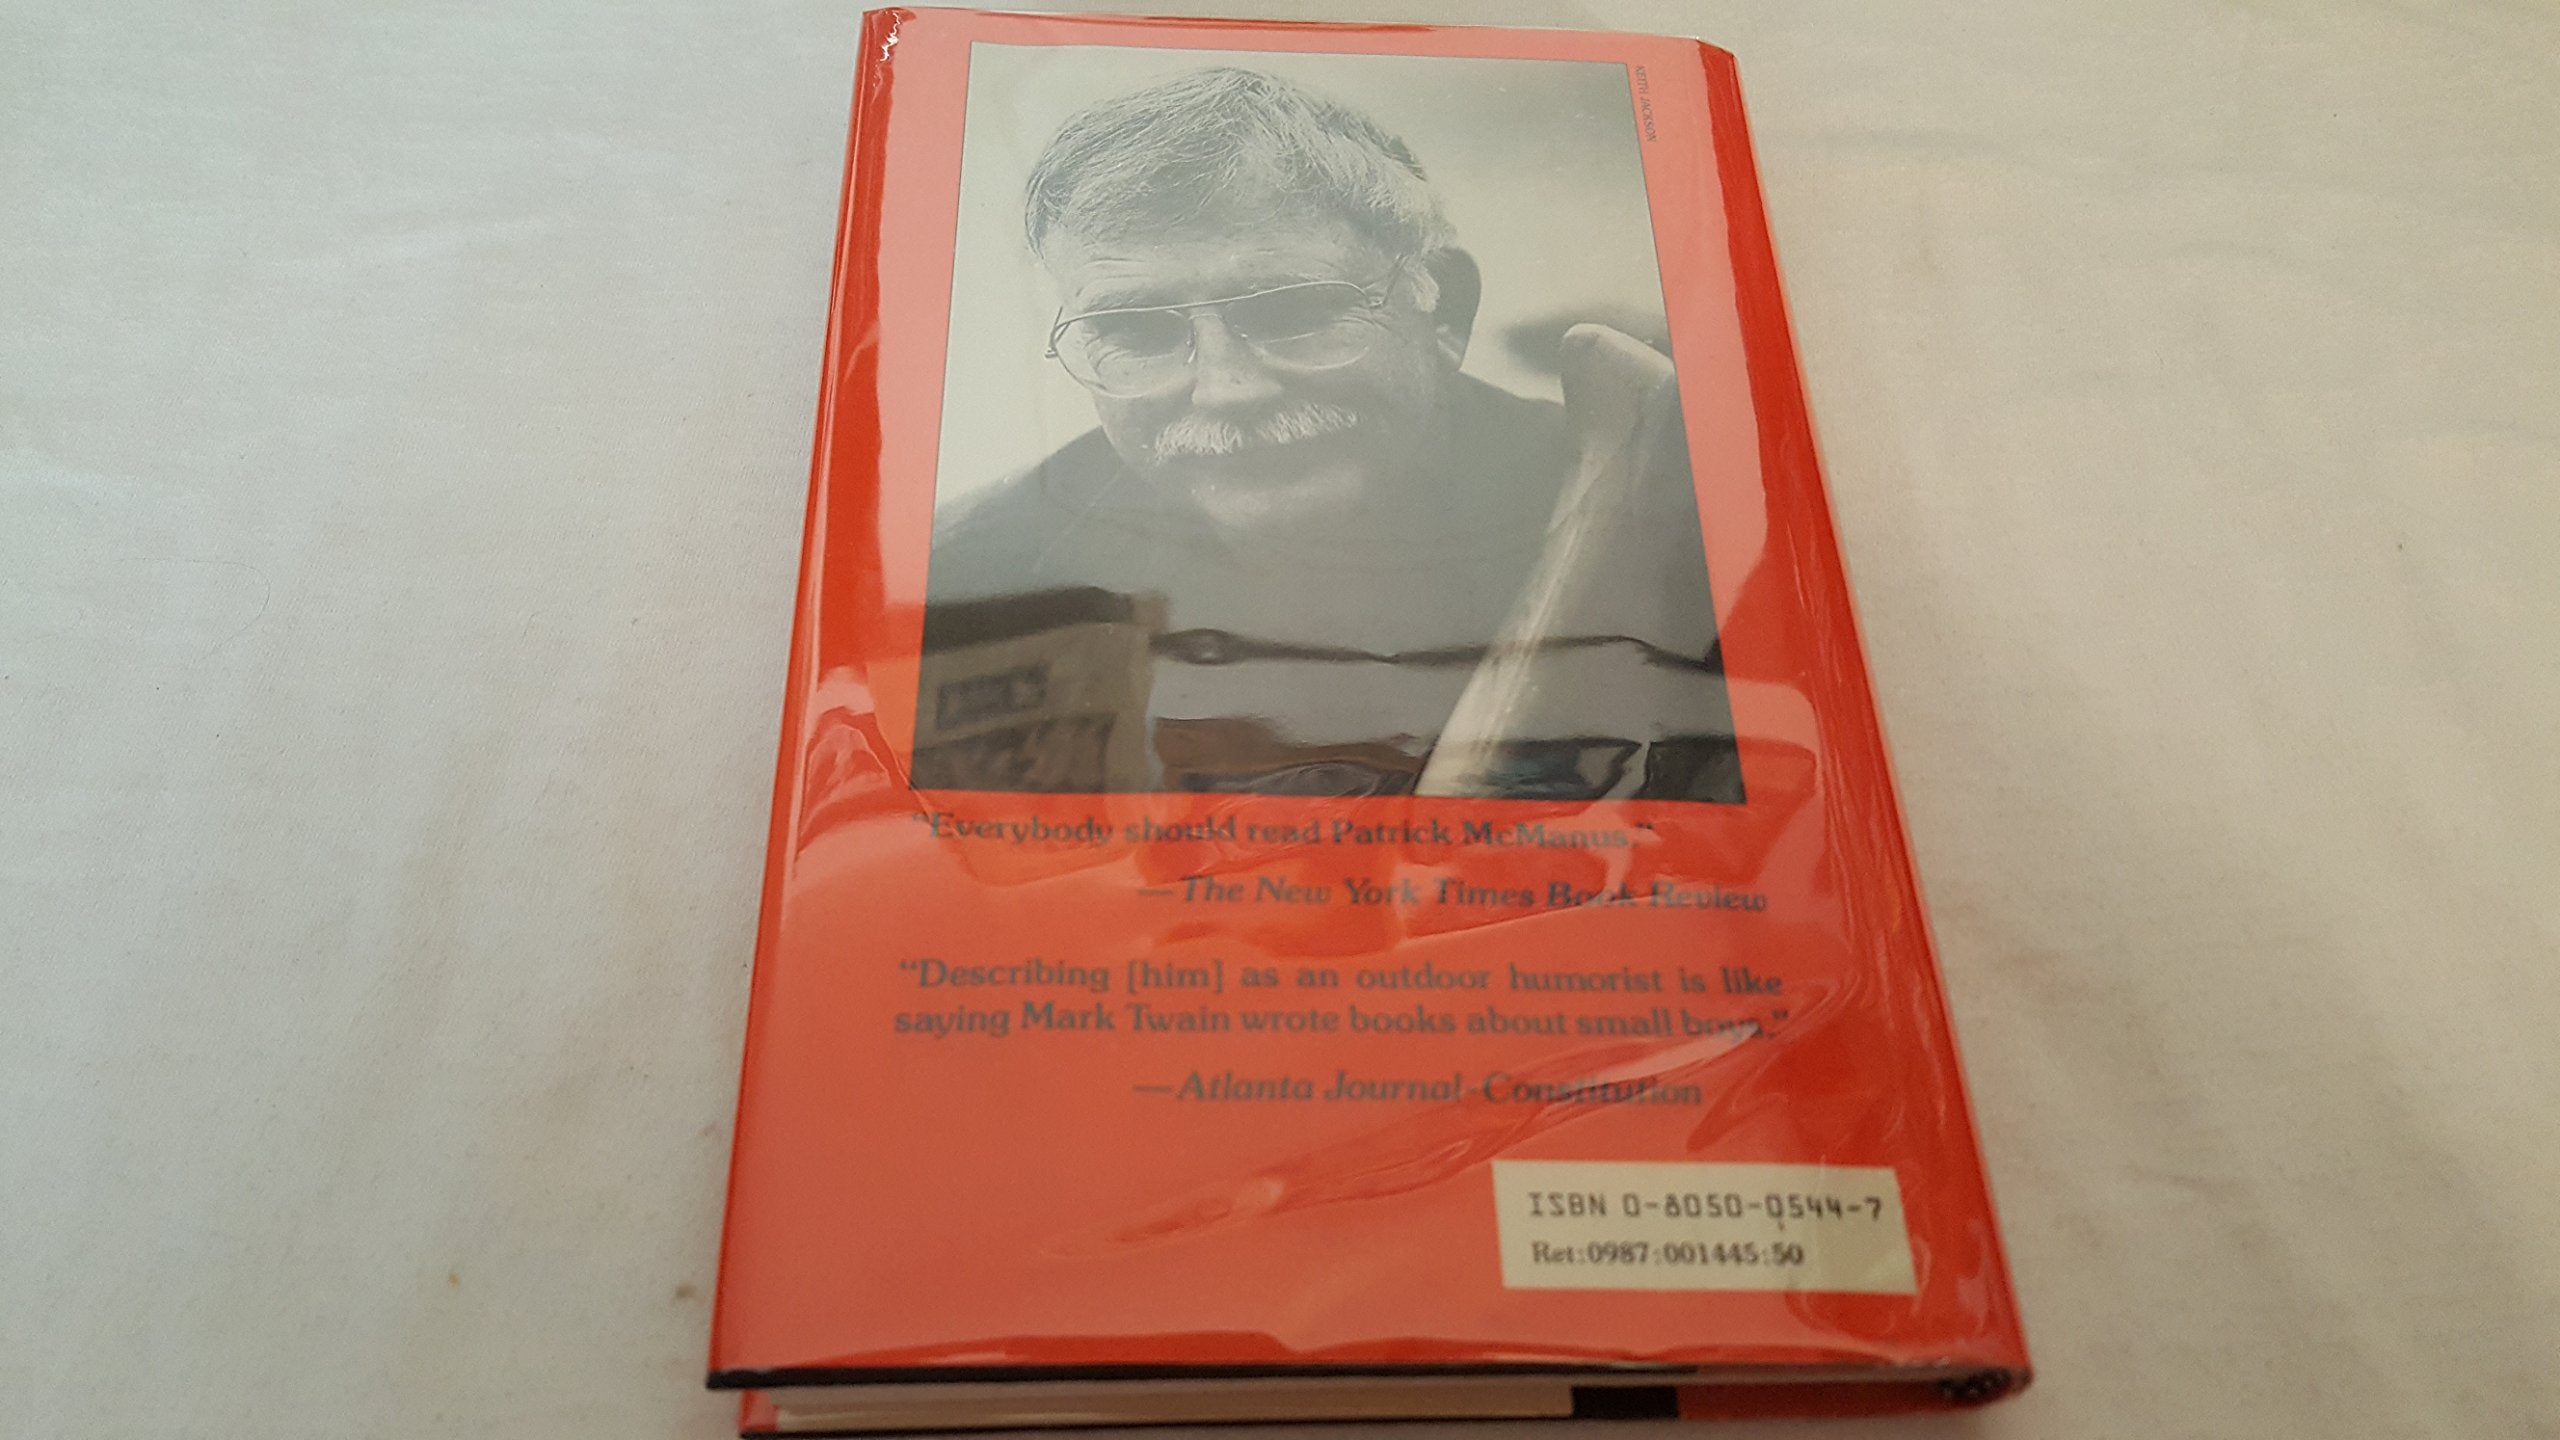 KEITH JACKSON
"Everybody should read Patrick McManus."
—The New York Times Book Review
"Describing [him] as an outdoor humorist is like
saying Mark Twain wrote books about small boys."
—Atlanta Journal-Constitution
ISBN 0-8050-0544-7
Ret:0987:001445:50